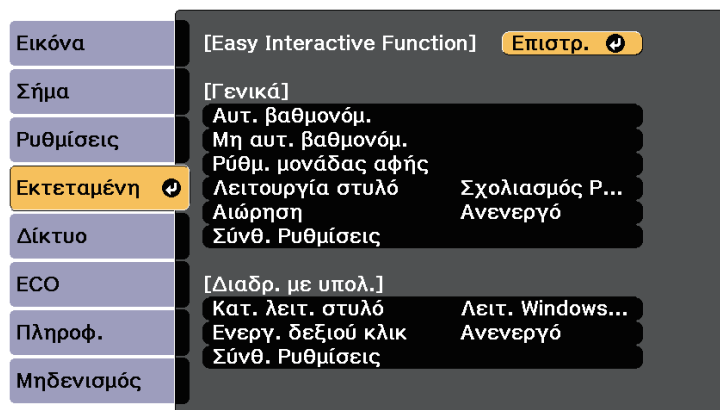 Εικόνα
Σήμα
Ρυθμίσεις
Εκτεταμένη
Δίκτυο
ECO
Πληροφ.
Μηδενισμός
[Easy Interactive Function] Επιστρ.
[Γενικά]
Αυτ. βαθμονόμ.
Μη αυτ. βαθμονόμ.
Ρύθμ. μονάδας αφής
Λειτουργία στυλό Σχολιασμός P...
Αιώρηση Ανενεργό
Σύνθ. Ρυθμίσεις
[Διαδρ. με υπολ.]
Κατ. λειτ. στυλό Λειτ. Windows...
Ενεργ. δεξιού κλικ Ανενεργό
Σύνθ. Ρυθμίσεις